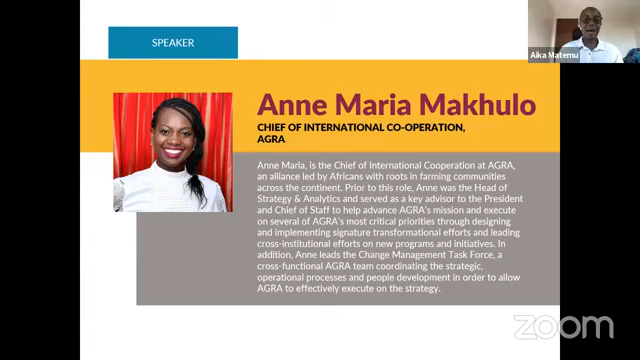 SPEAKER
Aika Matemu
Anne Maria Makhulo
CHIEF OF INTERNATIONAL CO-OPERATION,
AGRA
Anne Maria, is the Chief of International Cooperation at AGRA,
an alliance led by Africans with roots in farming communities
across the continent. Prior to this role, Anne was the Head of
Strategy & Analytics and served as a key advisor to the President
and Chief of Staff to help advance AGRA's mission and execute
on several of AGRA's most critical priorities through designing
and implementing signature transformational efforts and leading
cross-institutional efforts on new programs and initiatives. In
addition, Anne leads the Change Management Task Force, a
cross-functional AGRA team coordinating the strategic,
operational processes and people development in order to allow
AGRA to effectively execute on the strategy.
zoom